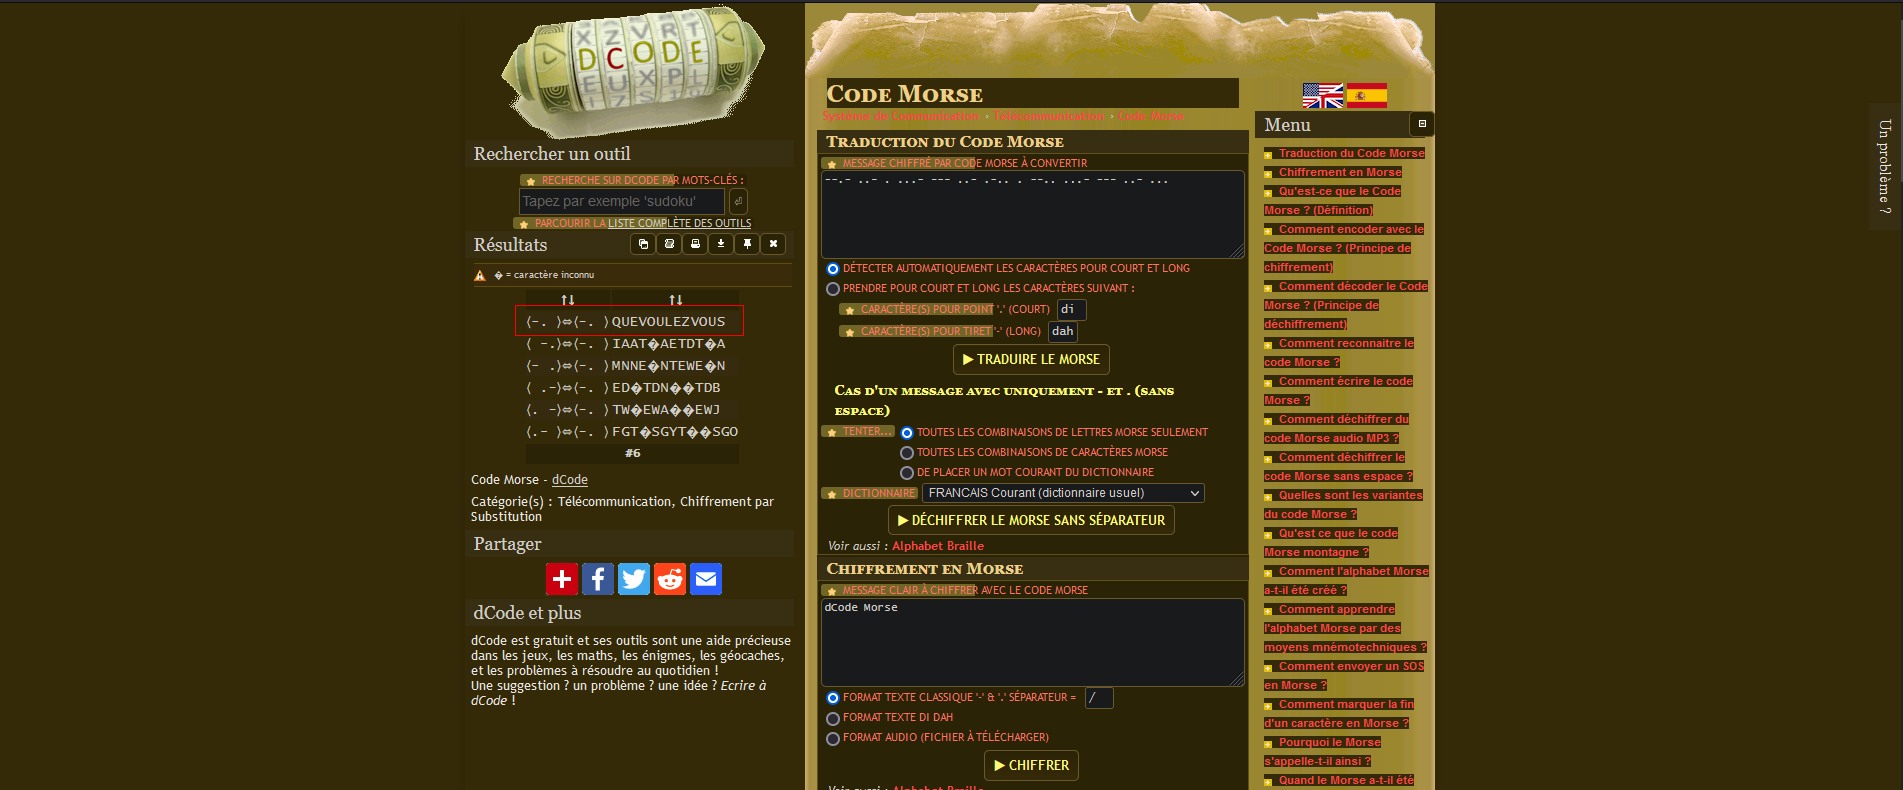 DCODE
Rechercher un outil
RECHERCHE SUR DCODE PAR MOTS-CLÉS :
Tapez par exemple 'sudoku'
PARCOURIR LA LISTE COMPLÈTE DES OUTILS
Résultats
� = caractère inconnu
↑↓ ↑↓
(-. )⇔(-. ) QUEVOULEZVOUS
( -.)⇔(-. ) IAAT�AETDT�A
(- .)⇔(-. ) MNNE�NTEWE�N
( .-)⇔(-. ) ED�TDN��TDB
(. -)⇔(-. ) TW�EWA��EWJ
(.- )⇔(-. ) FGT�SGYT��SGO
#6
Code Morse - dCode
Catégorie(s) : Télécommunication, Chiffrement par
Substitution
Partager
dCode et plus
dCode est gratuit et ses outils sont une aide précieuse
dans les jeux, les maths, les énigmes, les géocaches,
et les problèmes à résoudre au quotidien !
Une suggestion ? un problème ? une idée ? Ecrire à
dCode !
Code Morse
Système de Communication › Télécommunication › Code Morse
Traduction du Code Morse
MESSAGE CHIFFRÉ PAR CODE MORSE À CONVERTIR
--.- ..- . ...- --- ..- .-.. . --.. ...- --- ..- ...
DÉTECTER AUTOMATIQUEMENT LES CARACTÈRES POUR COURT ET LONG
PRENDRE POUR COURT ET LONG LES CARACTÈRES SUIVANT :
CARACTÈRE(S) POUR POINT '.' (COURT) di
CARACTÈRE(S) POUR TIRET '-' (LONG) dah
▶ TRADUIRE LE MORSE
Cas d'un message avec uniquement - et . (sans
espace)
TENTER... TOUTES LES COMBINAISONS DE LETTRES MORSE SEULEMENT
TOUTES LES COMBINAISONS DE CARACTÈRES MORSE
DE PLACER UN MOT COURANT DU DICTIONNAIRE
DICTIONNAIRE FRANCAIS Courant (dictionnaire usuel)
▶ DÉCHIFFRER LE MORSE SANS SÉPARATEUR
Voir aussi : Alphabet Braille
Chiffrement en Morse
MESSAGE CLAIR À CHIFFRER AVEC LE CODE MORSE
dCode Morse
FORMAT TEXTE CLASSIQUE '-' & '.' SÉPARATEUR = /
FORMAT TEXTE DI DAH
FORMAT AUDIO (FICHIER À TÉLÉCHARGER)
▶ CHIFFRER
Voir aussi : Alphabet Braille
Menu
Traduction du Code Morse
Chiffrement en Morse
Qu'est-ce que le Code
Morse ? (Définition)
Comment encoder avec le
Code Morse ? (Principe de
chiffrement)
Comment décoder le Code
Morse ? (Principe de
déchiffrement)
Comment reconnaitre le
code Morse ?
Comment écrire le code
Morse ?
Comment déchiffrer du
code Morse audio MP3 ?
Comment déchiffrer le
code Morse sans espace ?
Quelles sont les variantes
du code Morse ?
Qu'est ce que le code
Morse montagne ?
Comment l'alphabet Morse
a-t-il été créé ?
Comment apprendre
l'alphabet Morse par des
moyens mnémotechniques ?
Comment envoyer un SOS
en Morse ?
Comment marquer la fin
d'un caractère en Morse ?
Pourquoi le Morse
s'appelle-t-il ainsi ?
Quand le Morse a-t-il été
Un problème ?